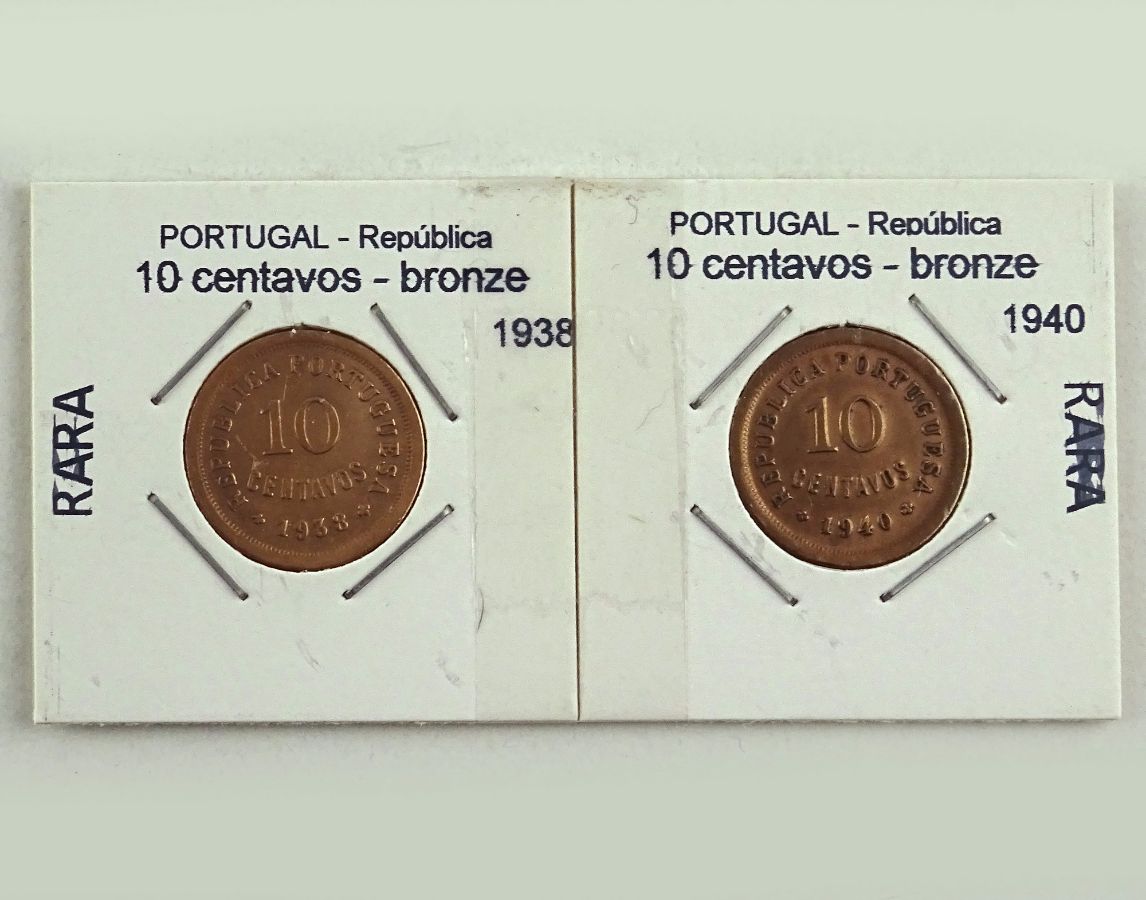 PORTUGAL - República
10 centavos - bronze
1938
RARA
REPUBLICA PORTUGUESA
10
CENTAVOS
* 1938 *
PORTUGAL - República
10 centavos - bronze
1940
RARA
REPUBLICA PORTUGUESA
10
CENTAVOS
* 1940 *